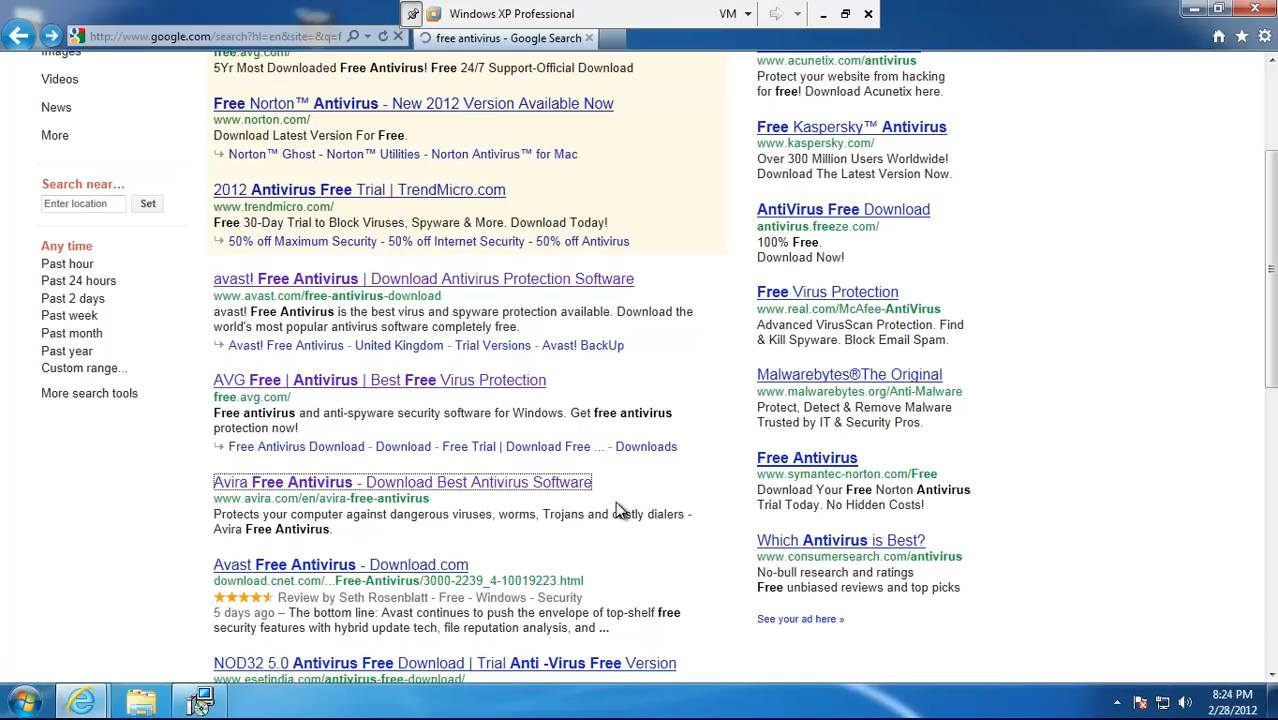 Windows XP Professional
VM
http://www.google.com/search?hl=en&site=&q=f
free antivirus - Google Search
Images
Videos
News
More
Search near...
Enter location
Set
Any time
Past hour
Past 24 hours
Past 2 days
Past week
Past month
Past year
Custom range...
More search tools
free.avg.com/
5Yr Most Downloaded Free Antivirus! Free 24/7 Support-Official Download
Free Norton™ Antivirus - New 2012 Version Available Now
www.norton.com/
Download Latest Version For Free.
Norton™ Ghost - Norton™ Utilities - Norton Antivirus™ for Mac
2012 Antivirus Free Trial | TrendMicro.com
www.trendmicro.com/
Free 30-Day Trial to Block Viruses, Spyware & More. Download Today!
50% off Maximum Security - 50% off Internet Security - 50% off Antivirus
avast! Free Antivirus | Download Antivirus Protection Software
www.avast.com/free-antivirus-download
avast! Free Antivirus is the best virus and spyware protection available. Download the
world's most popular antivirus software completely free.
Avast! Free Antivirus - United Kingdom - Trial Versions - Avast! BackUp
AVG Free | Antivirus | Best Free Virus Protection
free.avg.com/
Free antivirus and anti-spyware security software for Windows. Get free antivirus
protection now!
Free Antivirus Download - Download - Free Trial | Download Free ... - Downloads
Avira Free Antivirus - Download Best Antivirus Software
www.avira.com/en/avira-free-antivirus
Protects your computer against dangerous viruses, worms, Trojans and costly dialers -
Avira Free Antivirus.
Avast Free Antivirus - Download.com
download.cnet.com/...Free-Antivirus/3000-2239_4-10019223.html
Review by Seth Rosenblatt - Free - Windows - Security
5 days ago – The bottom line: Avast continues to push the envelope of top-shelf free
security features with hybrid update tech, file reputation analysis, and ...
NOD32 5.0 Antivirus Free Download | Trial Anti -Virus Free Version
www.esetindia.com/antivirus-free-download/
www.acunetix.com/antivirus
Protect your website from hacking
for free! Download Acunetix here.
Free Kaspersky™ Antivirus
www.kaspersky.com/
Over 300 Million Users Worldwide!
Download The Latest Version Now.
AntiVirus Free Download
antivirus.freeze.com/
100% Free.
Download Now!
Free Virus Protection
www.real.com/McAfee-AntiVirus
Advanced VirusScan Protection. Find
& Kill Spyware. Block Email Spam.
Malwarebytes®The Original
www.malwarebytes.org/Anti-Malware
Protect, Detect & Remove Malware
Trusted by IT & Security Pros.
Free Antivirus
www.symantec-norton.com/Free
Download Your Free Norton Antivirus
Trial Today. No Hidden Costs!
Which Antivirus is Best?
www.consumersearch.com/antivirus
No-bull research and ratings
Free unbiased reviews and top picks
See your ad here »
8:24 PM
2/28/2012